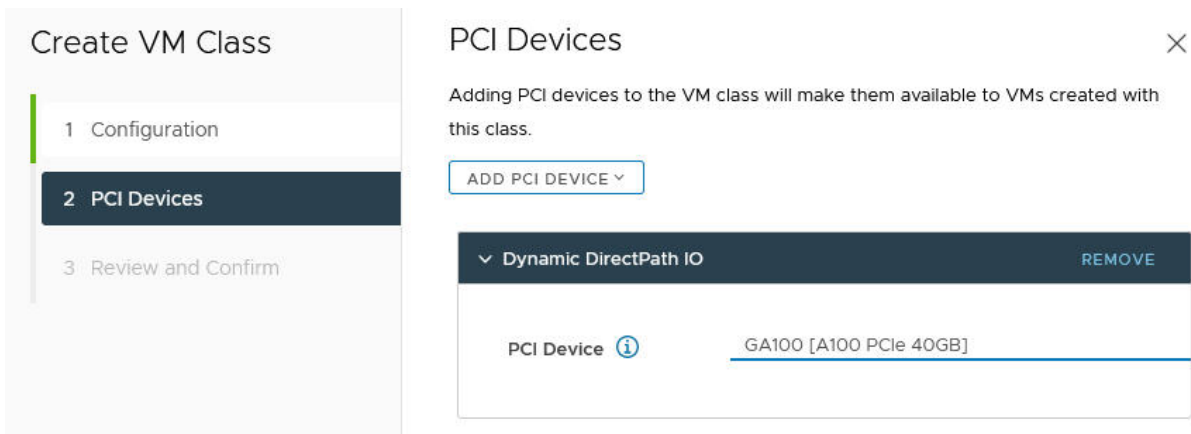 Create VM Class
1 Configuration
2 PCI Devices
3 Review and Confirm
PCI Devices
Adding PCI devices to the VM class will make them available to VMs created with
this class.
ADD PCI DEVICE
Dynamic DirectPath IO
REMOVE
PCI Device
GA100 [A100 PCIe 40GB]